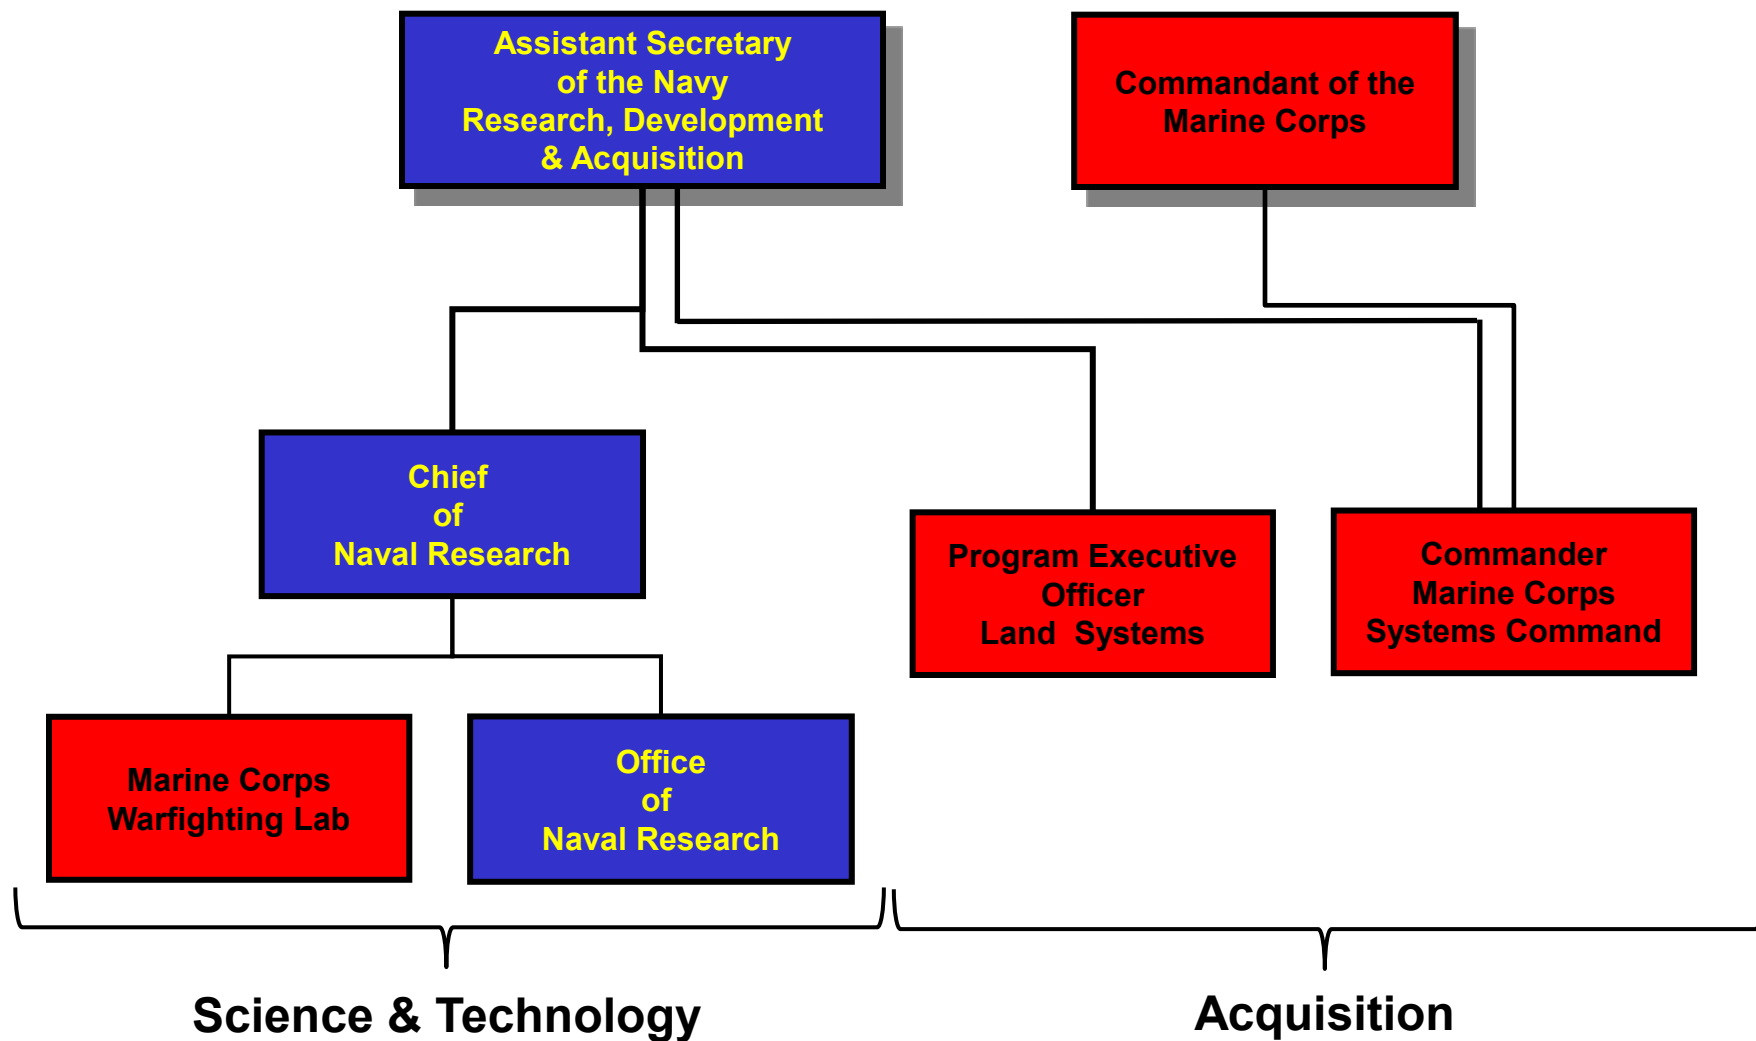 Assistant Secretary
of the Navy
Research, Development
& Acquisition
Commandant of the
Marine Corps
Chief
of
Naval Research
Program Executive
Officer
Land  Systems
Commander
Marine Corps
Systems Command
Marine Corps
Warfighting Lab
Office
of
Naval Research
Science & Technology
Acquisition